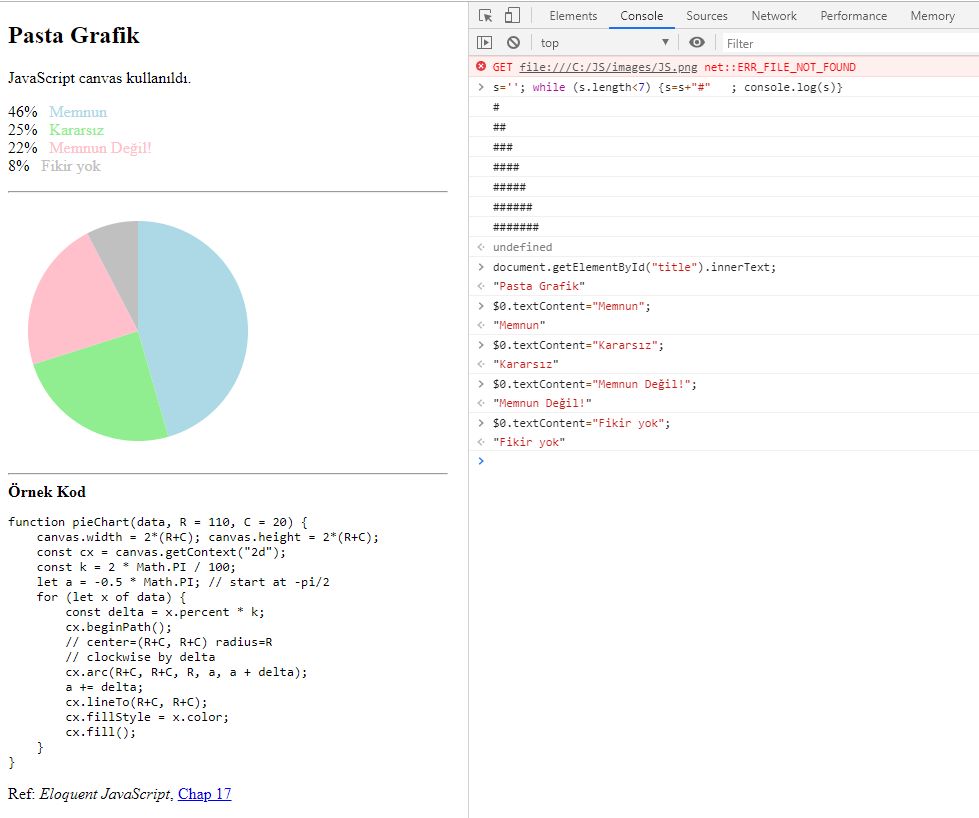 Pasta Grafik
JavaScript canvas kullanıldı.
46% Memnun
25% Kararsız
22% Memnun Değil!
8% Fikir yok
Örnek Kod
function pieChart(data, R = 110, C = 20) {
    canvas.width = 2*(R+C); canvas.height = 2*(R+C);
    const cx = canvas.getContext("2d");
    const k = 2 * Math.PI / 100;
    let a = -0.5 * Math.PI; // start at -pi/2
    for (let x of data) {
        const delta = x.percent * k;
        cx.beginPath();
        // center=(R+C, R+C) radius=R
        // clockwise by delta
        cx.arc(R+C, R+C, R, a, a + delta);
        a += delta;
        cx.lineTo(R+C, R+C);
        cx.fillStyle = x.color;
        cx.fill();
    }
}
Ref: Eloquent JavaScript, Chap 17
Elements Console Sources Network Performance Memory
top Filter
GET file:///C:/JS/images/JS.png net::ERR_FILE_NOT_FOUND
s=''; while (s.length<7) {s=s+"#"   ; console.log(s)}
#
##
###
####
#####
######
#######
undefined
document.getElementById("title").innerText;
"Pasta Grafik"
$0.textContent="Memnun";
"Memnun"
$0.textContent="Kararsız";
"Kararsız"
$0.textContent="Memnun Değil!";
"Memnun Değil!"
$0.textContent="Fikir yok";
"Fikir yok"